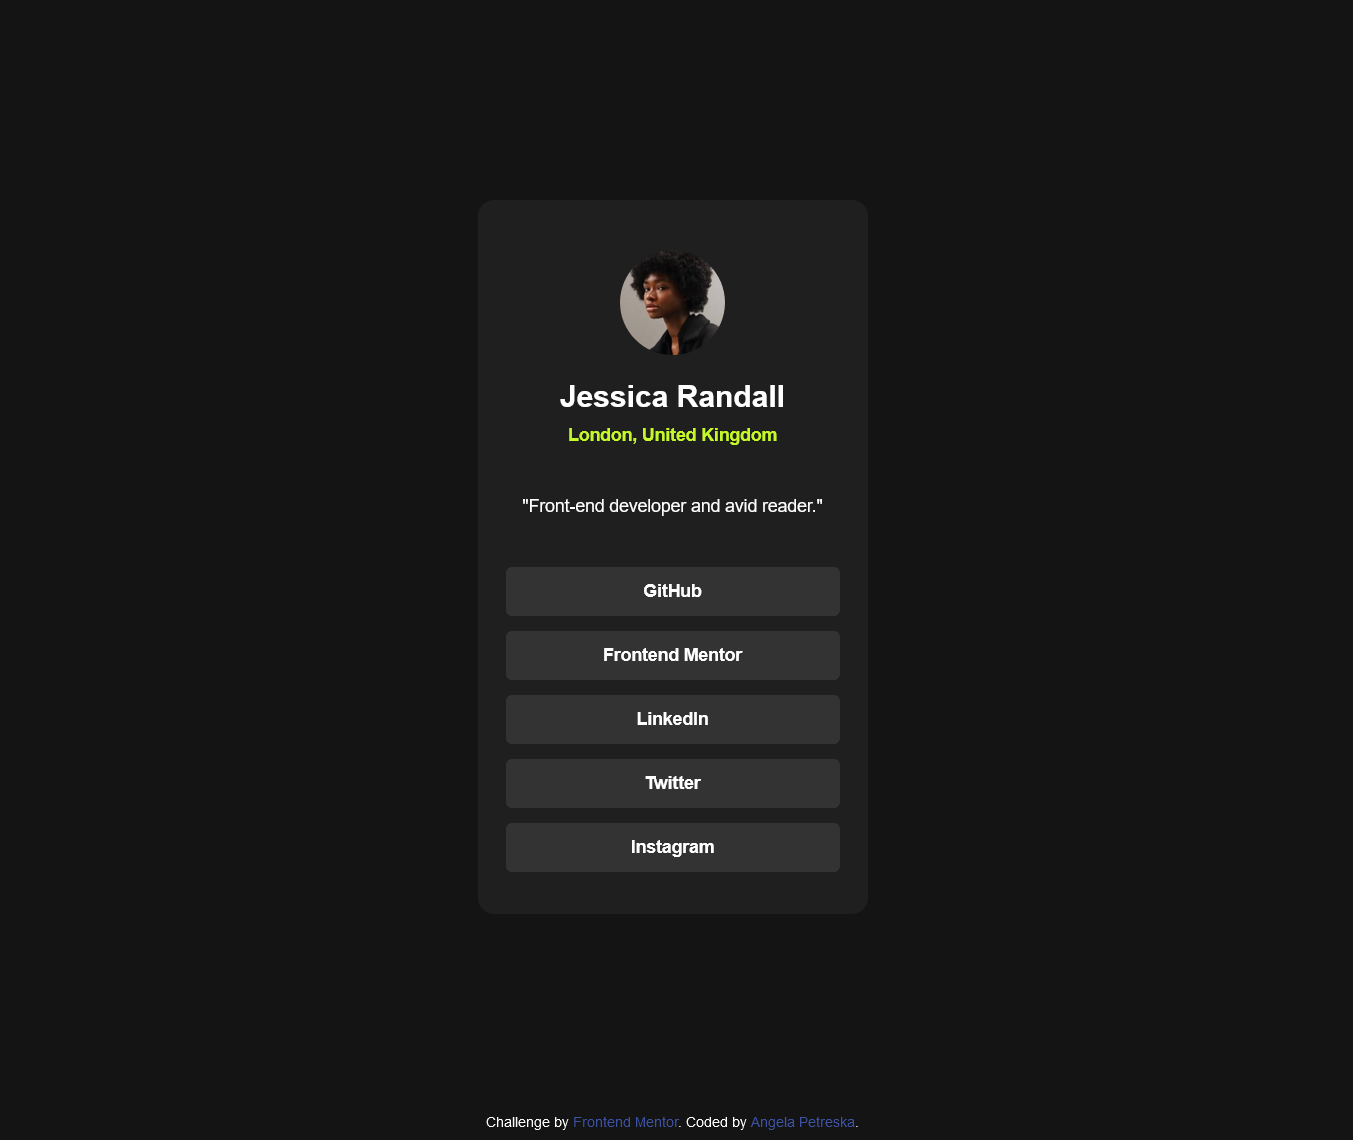 Jessica Randall
London, United Kingdom
"Front-end developer and avid reader."
GitHub
Frontend Mentor
LinkedIn
Twitter
Instagram
Challenge by Frontend Mentor. Coded by Angela Petreska.